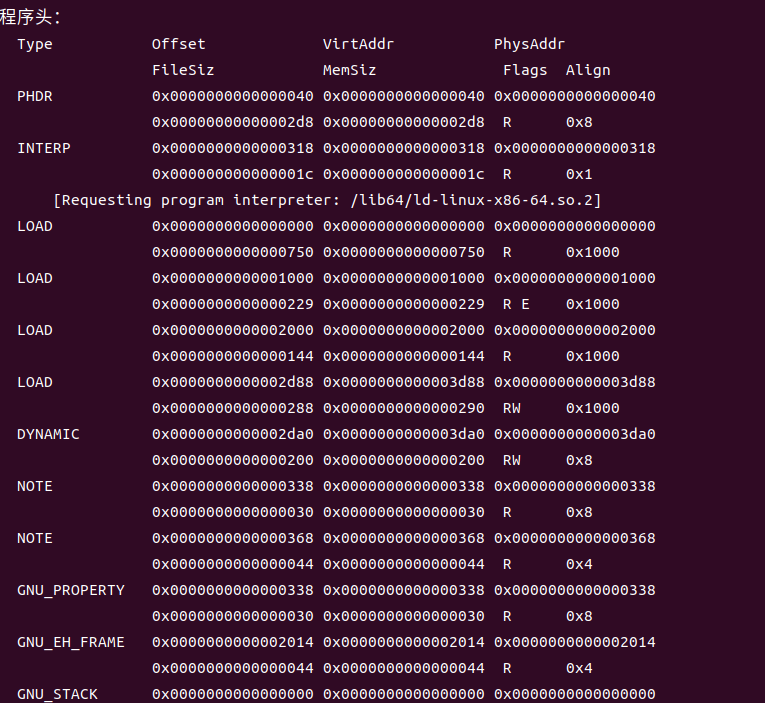 程序头：
Type Offset VirtAddr PhysAddr
FileSiz MemSiz Flags Align
PHDR 0x0000000000000040 0x0000000000000040 0x0000000000000040
0x00000000000002d8 0x00000000000002d8 R 0x8
INTERP 0x0000000000000318 0x0000000000000318 0x0000000000000318
0x000000000000001c 0x000000000000001c R 0x1
[Requesting program interpreter: /lib64/ld-linux-x86-64.so.2]
LOAD 0x0000000000000000 0x0000000000000000 0x0000000000000000
0x0000000000000750 0x0000000000000750 R 0x1000
LOAD 0x0000000000001000 0x0000000000001000 0x0000000000001000
0x0000000000000229 0x0000000000000229 R E 0x1000
LOAD 0x0000000000002000 0x0000000000002000 0x0000000000002000
0x0000000000000144 0x0000000000000144 R 0x1000
LOAD 0x0000000000002d88 0x0000000000003d88 0x0000000000003d88
0x0000000000000288 0x0000000000000290 RW 0x1000
DYNAMIC 0x0000000000002da0 0x0000000000003da0 0x0000000000003da0
0x0000000000000200 0x0000000000000200 RW 0x8
NOTE 0x0000000000000338 0x0000000000000338 0x0000000000000338
0x0000000000000030 0x0000000000000030 R 0x8
NOTE 0x0000000000000368 0x0000000000000368 0x0000000000000368
0x0000000000000044 0x0000000000000044 R 0x4
GNU_PROPERTY 0x0000000000000338 0x0000000000000338 0x0000000000000338
0x0000000000000030 0x0000000000000030 R 0x8
GNU_EH_FRAME 0x0000000000002014 0x0000000000002014 0x0000000000002014
0x0000000000000044 0x0000000000000044 R 0x4
GNU_STACK 0x0000000000000000 0x0000000000000000 0x0000000000000000